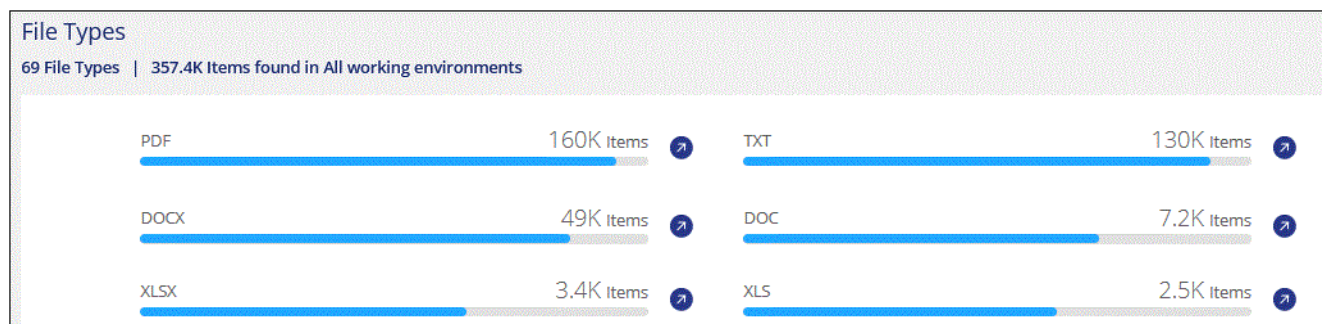 File Types
69 File Types | 357.4K Items found in All working environments
PDF 160K Items
TXT 130K Items
DOCX 49K Items
DOC 7.2K Items
XLSX 3.4K Items
XLS 2.5K Items